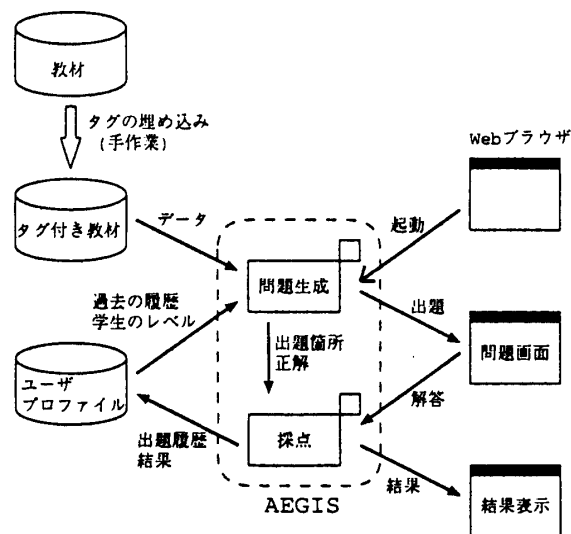 教材
タグの埋め込み
(手作業)
Webブラウザ
タグ付き教材
データ
起動
問題生成
過去の履歴
学生のレベル
出題
出題箇所
正解
問題画面
ユーザ
プロファイル
解答
採点
出題履歴
結果
結果
結果表示
AEGIS